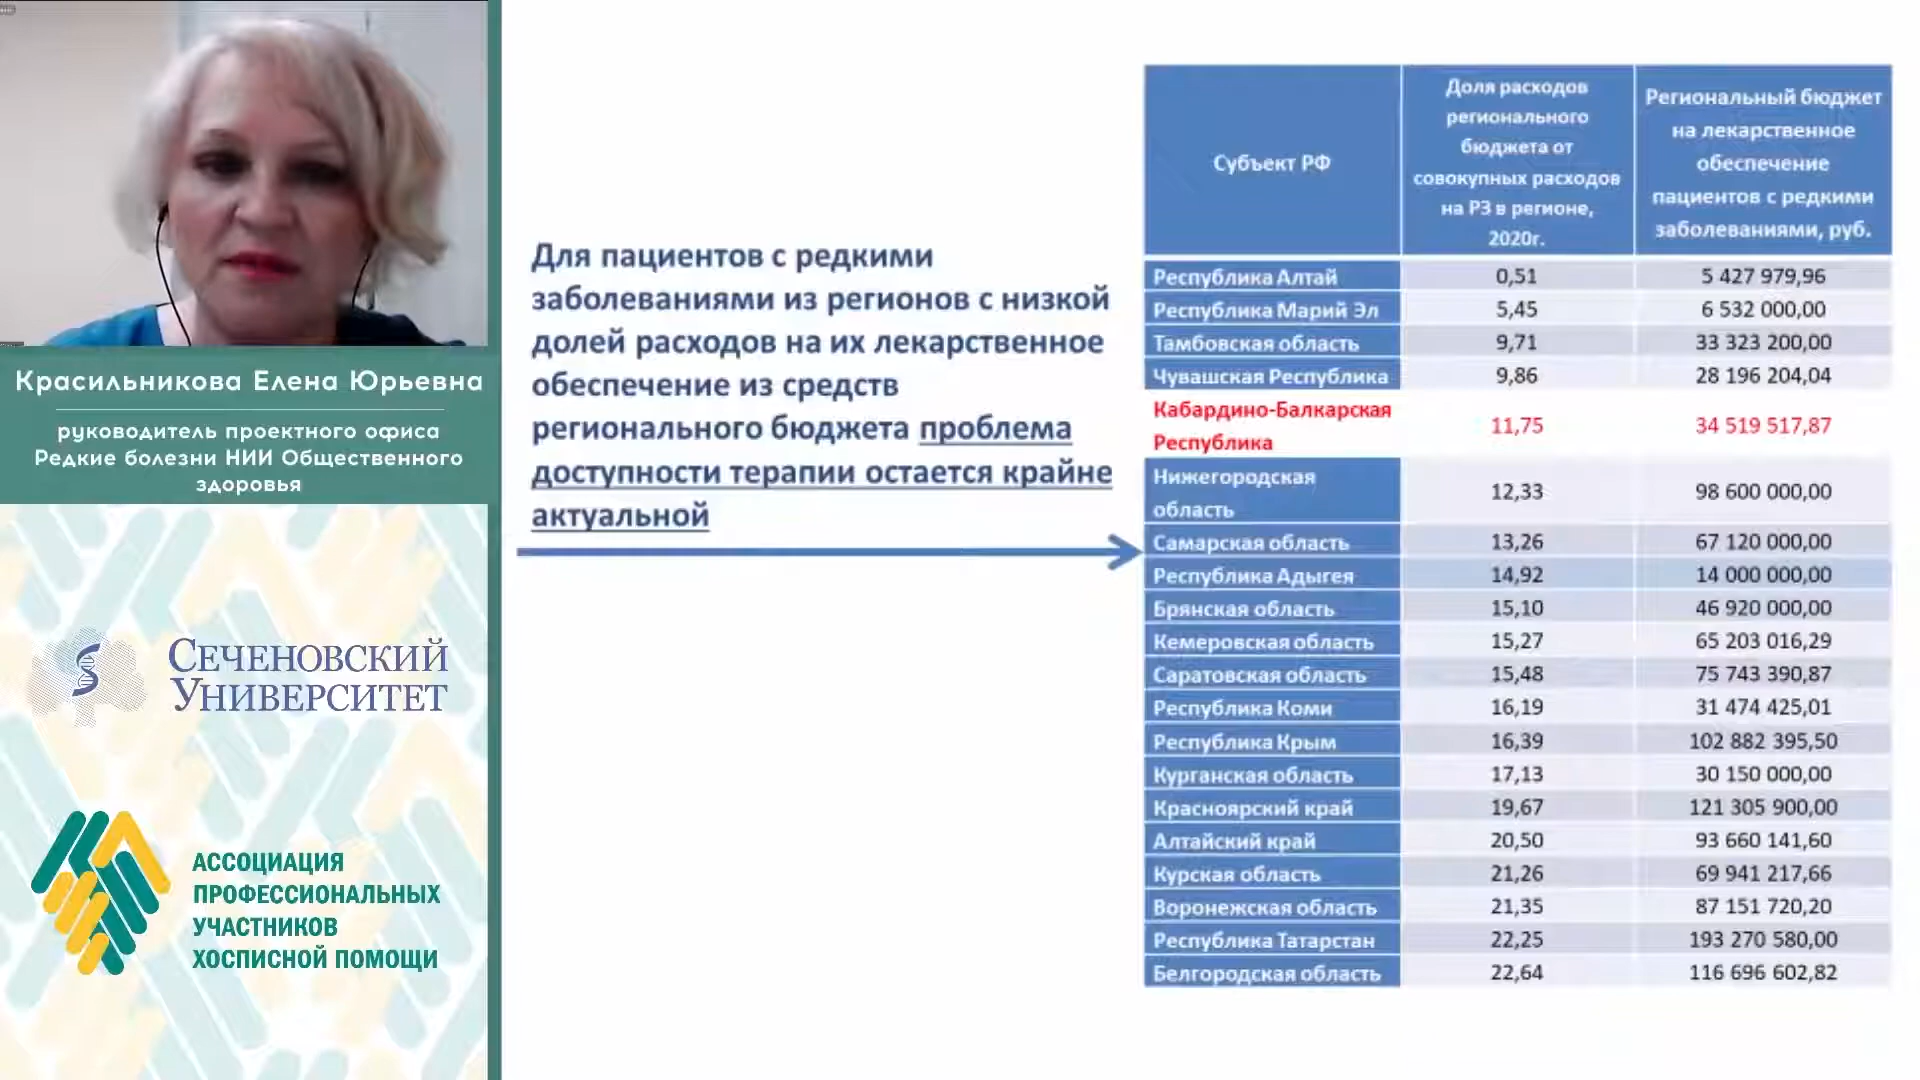 Красильникова Елена Юрьевна
руководитель проектного офиса
Редкие болезни НИИ Общественного
здоровья
Сеченовский
Университет
АССОЦИАЦИЯ
ПРОФЕССИОНАЛЬНЫХ
УЧАСТНИКОВ
ХОСПИСНОЙ ПОМОЩИ
Для пациентов с редкими
заболеваниями из регионов с низкой
долей расходов на их лекарственное
обеспечение из средств
регионального бюджета проблема
доступности терапии остается крайне
актуальной
Субъект РФ
Доля расходов
регионального
бюджета от
совокупных расходов
на РЗ в регионе,
2020г.
Региональный бюджет
на лекарственное
обеспечение
пациентов с редкими
заболеваниями, руб.
Республика Алтай 0,51 5 427 979,96
Республика Марий Эл 5,45 6 532 000,00
Тамбовская область 9,71 33 323 200,00
Чувашская Республика 9,86 28 196 204,04
Кабардино-Балкарская
Республика 11,75 34 519 517,87
Нижегородская
область 12,33 98 600 000,00
Самарская область 13,26 67 120 000,00
Республика Адыгея 14,92 14 000 000,00
Брянская область 15,10 46 920 000,00
Кемеровская область 15,27 65 203 016,29
Саратовская область 15,48 75 743 390,87
Республика Коми 16,19 31 474 425,01
Республика Крым 16,39 102 882 395,50
Курганская область 17,13 30 150 000,00
Красноярский край 19,67 121 305 900,00
Алтайский край 20,50 93 660 141,60
Курская область 21,26 69 941 217,66
Воронежская область 21,35 87 151 720,20
Республика Татарстан 22,25 193 270 580,00
Белгородская область 22,64 116 696 602,82